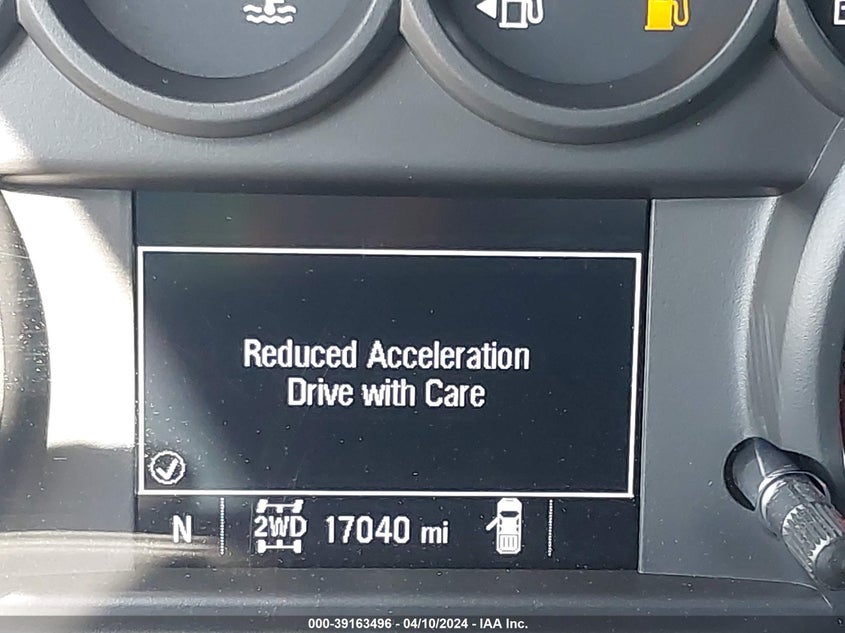 Reduced Acceleration
Drive with Care
N 2WD 17040 mi
000-39163496 - 04/10/2024 - IAA Inc.